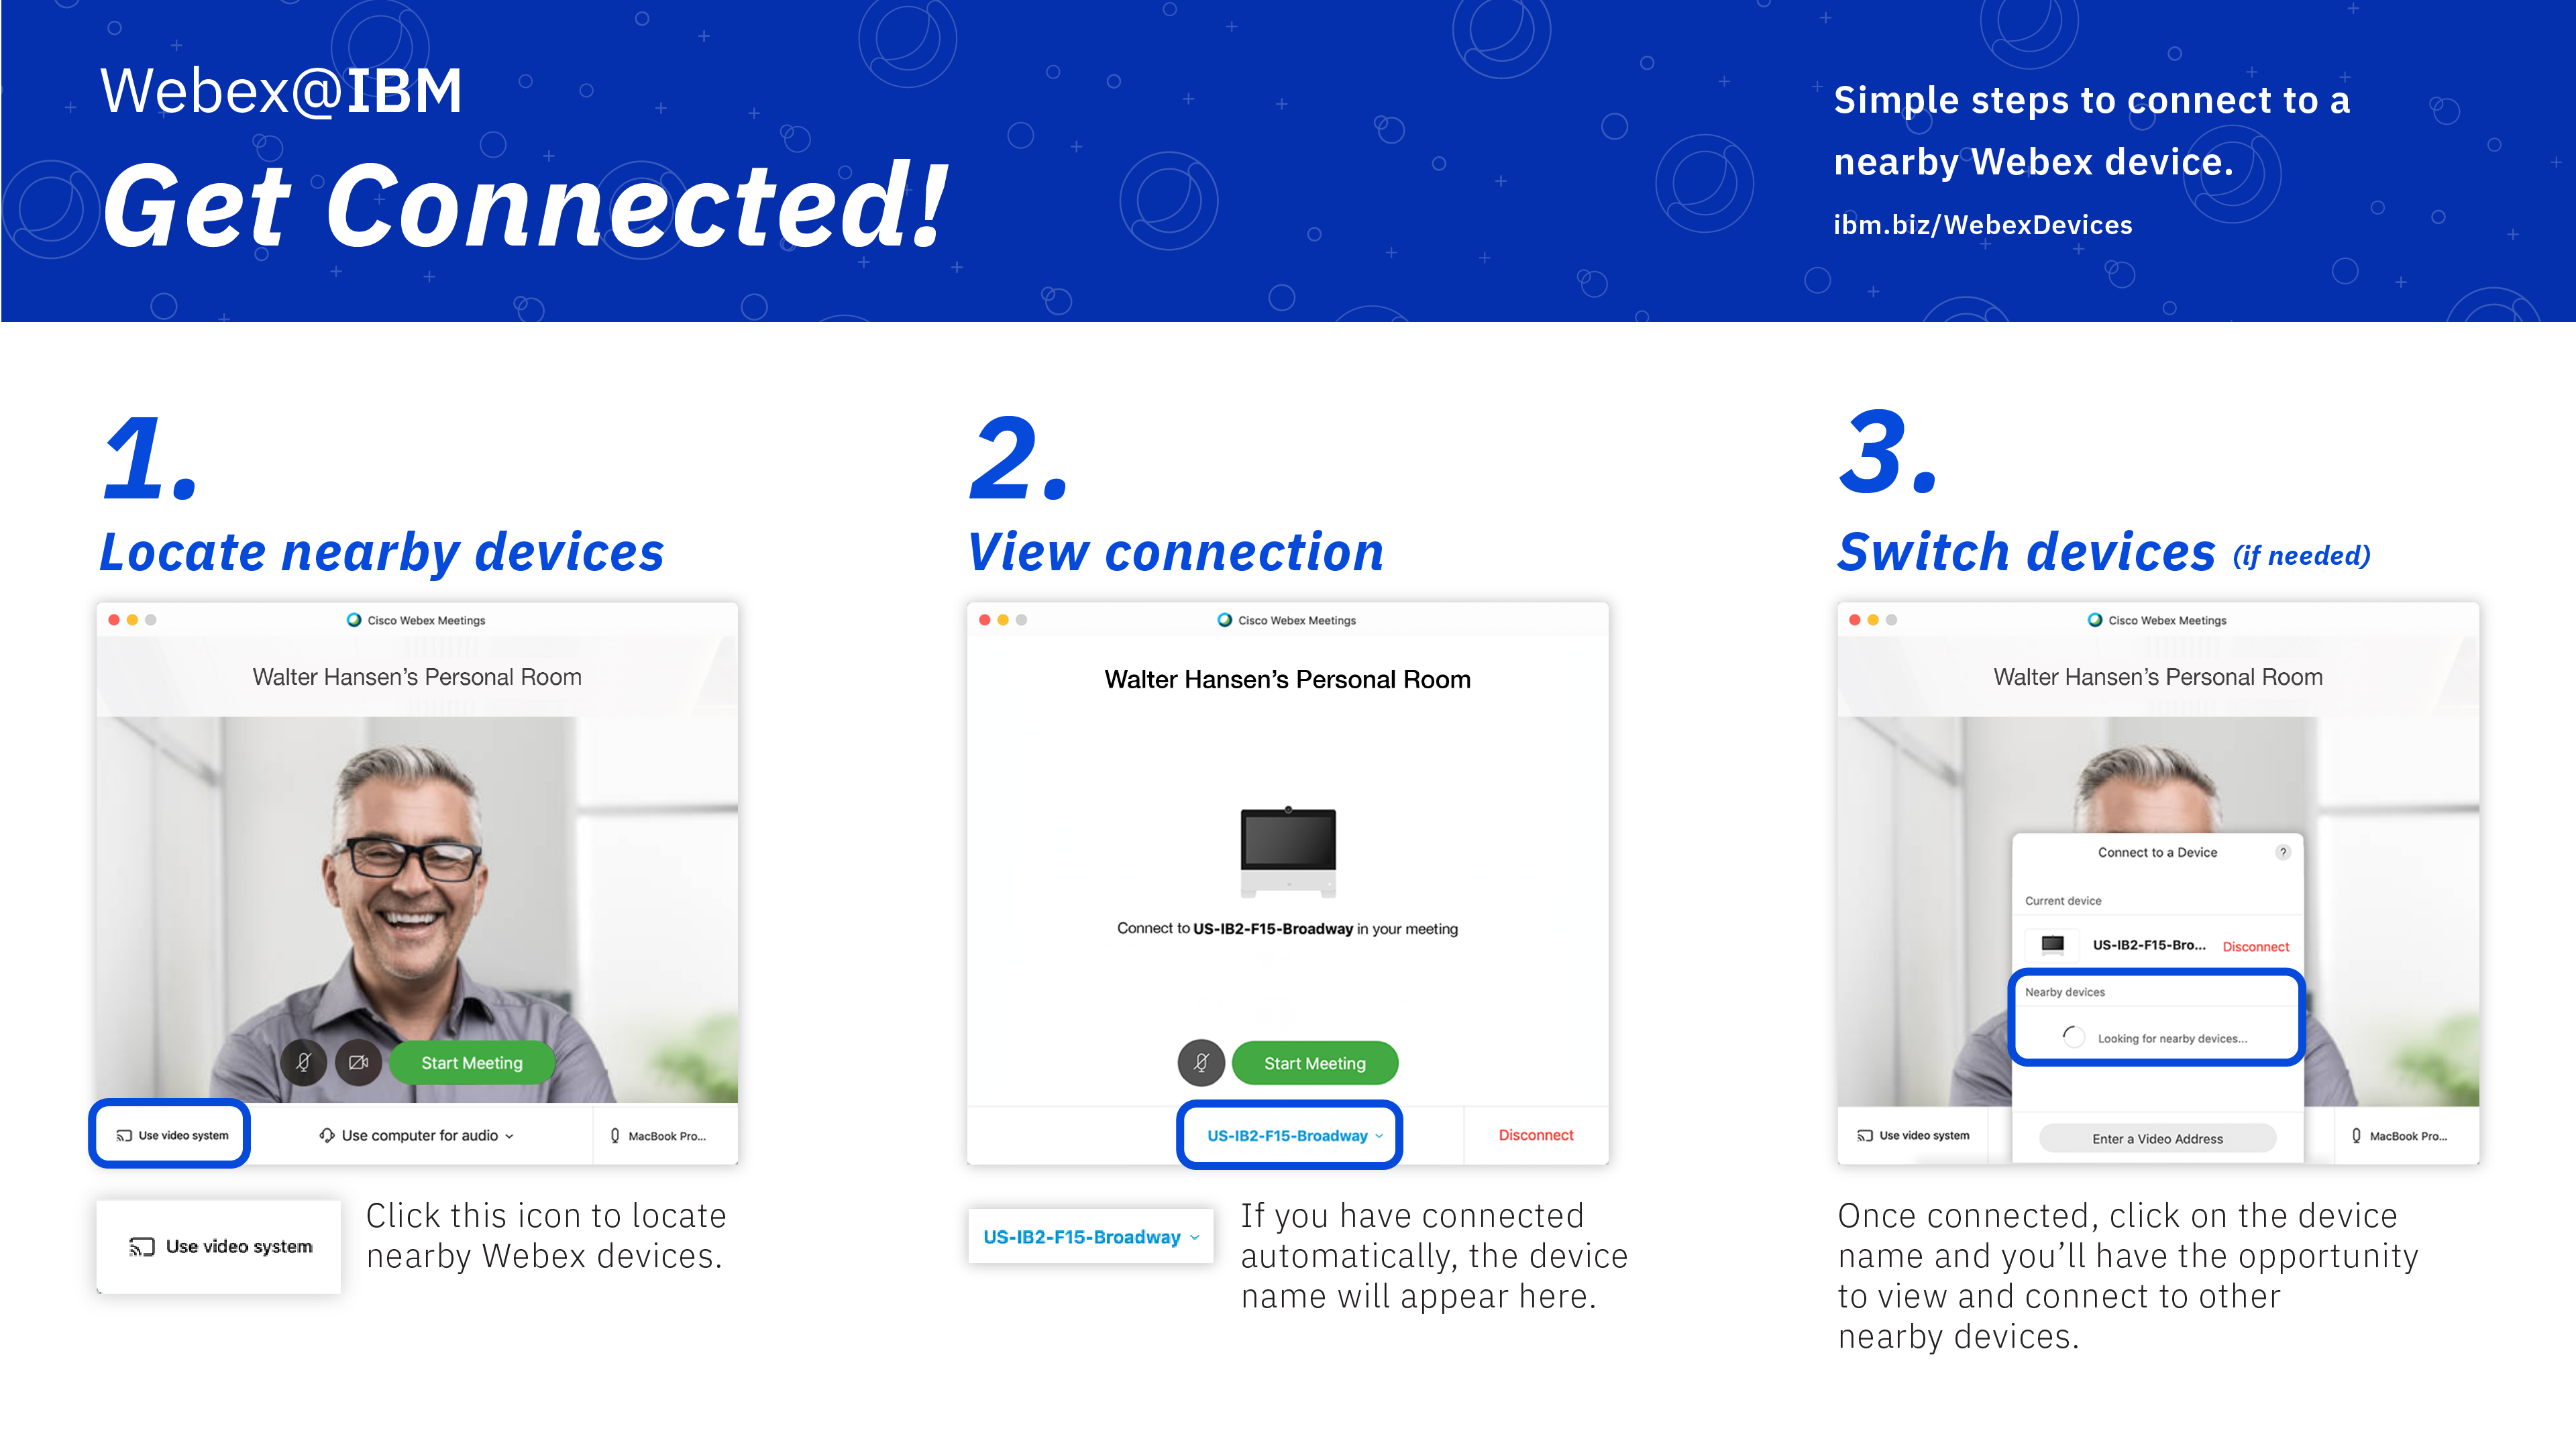 Webex@IBM
Get Connected!
Simple steps to connect to a
nearby Webex device.
ibm.biz/WebexDevices
1.
Locate nearby devices
Cisco Webex Meetings
Walter Hansen’s Personal Room
Start Meeting
Use video system
Use computer for audio
MacBook Pro...
Use video system
Click this icon to locate
nearby Webex devices.
2.
View connection
Cisco Webex Meetings
Walter Hansen’s Personal Room
Connect to US-IB2-F15-Broadway in your meeting
Start Meeting
US-IB2-F15-Broadway
Disconnect
US-IB2-F15-Broadway
If you have connected
automatically, the device
name will appear here.
3.
Switch devices (if needed)
Cisco Webex Meetings
Walter Hansen’s Personal Room
Connect to a Device ?
Current device
US-IB2-F15-Bro... Disconnect
Nearby devices
Looking for nearby devices...
Use video system
Enter a Video Address
MacBook Pro...
Once connected, click on the device
name and you’ll have the opportunity
to view and connect to other
nearby devices.